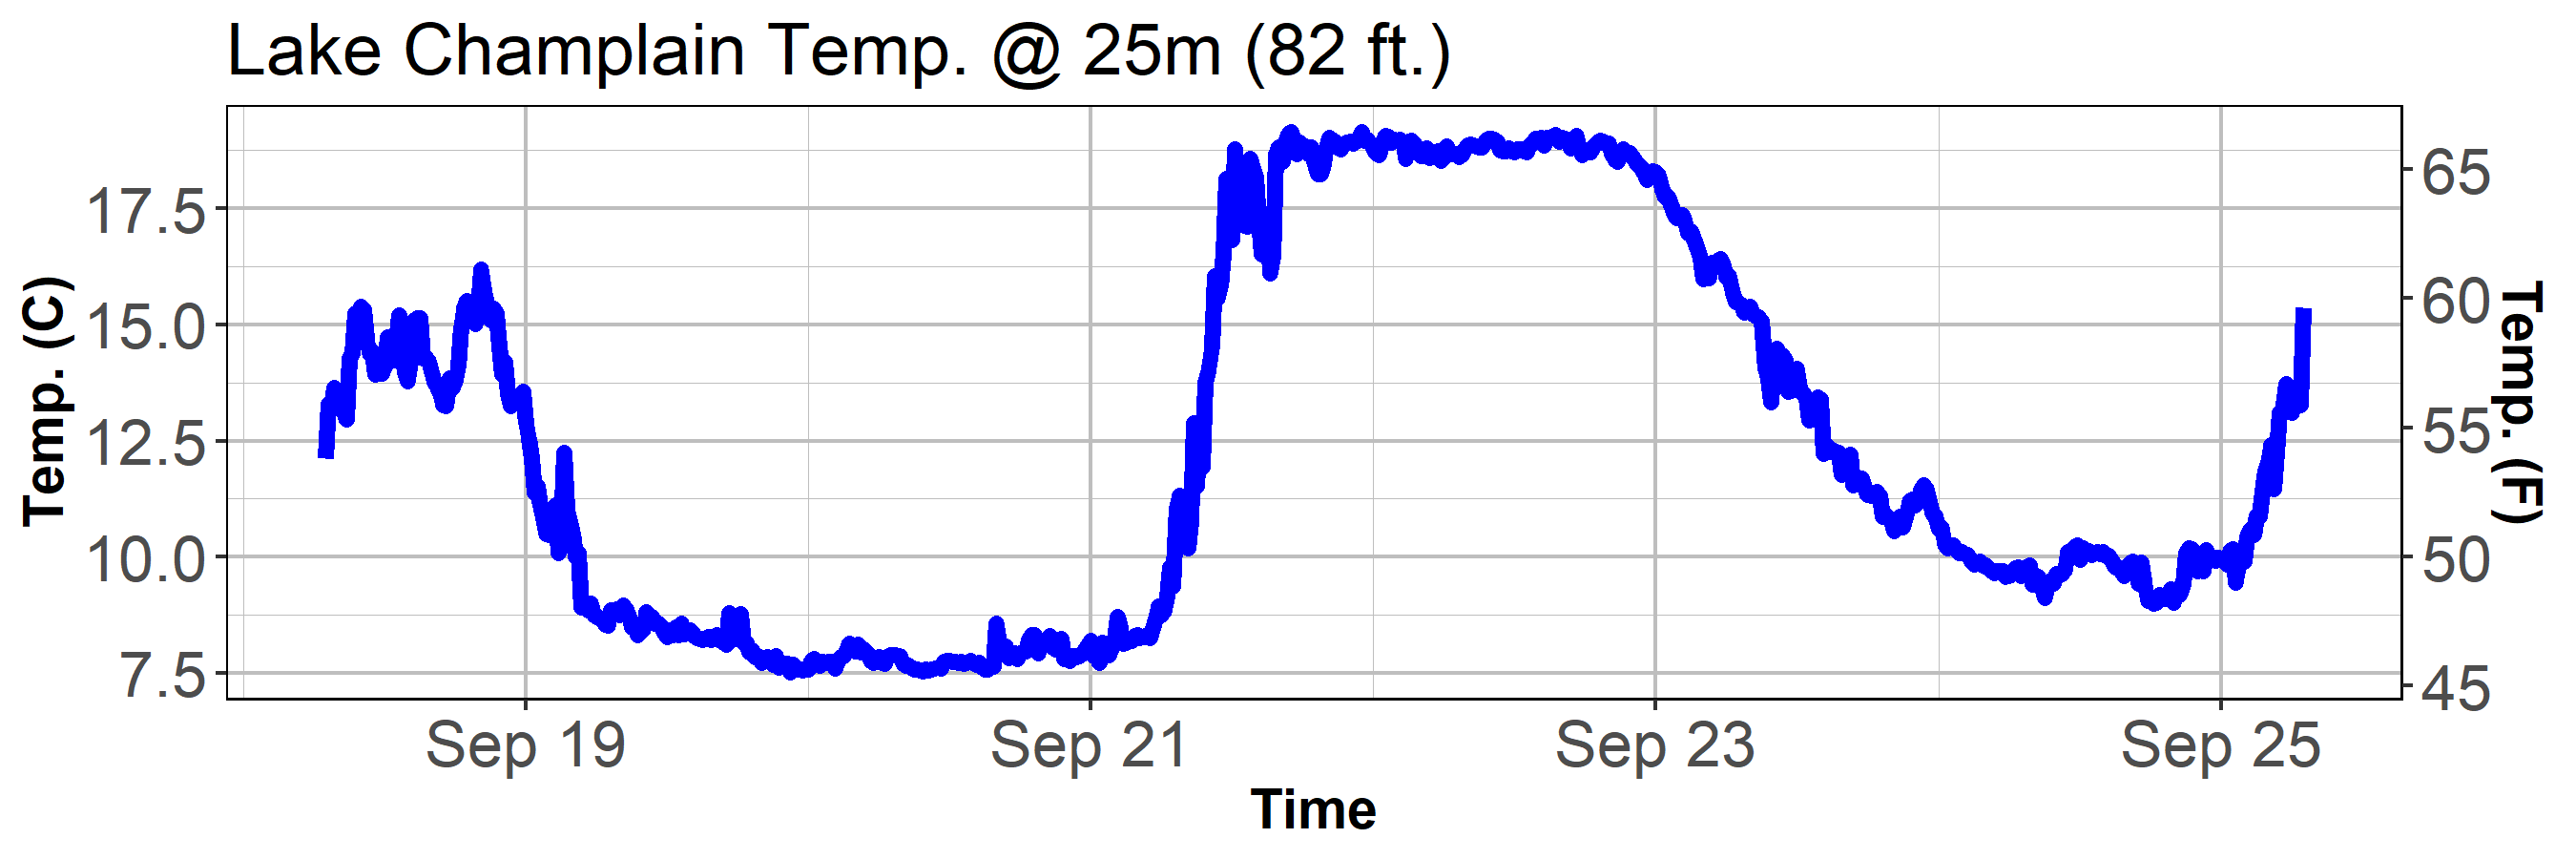 Lake Champlain Temp. @ 25m (82 ft.)
Temp. (C)
17.5
15.0
12.5
10.0
7.5
65
60
55
50
45
Temp. (F)
Sep 19
Sep 21
Sep 23
Sep 25
Time